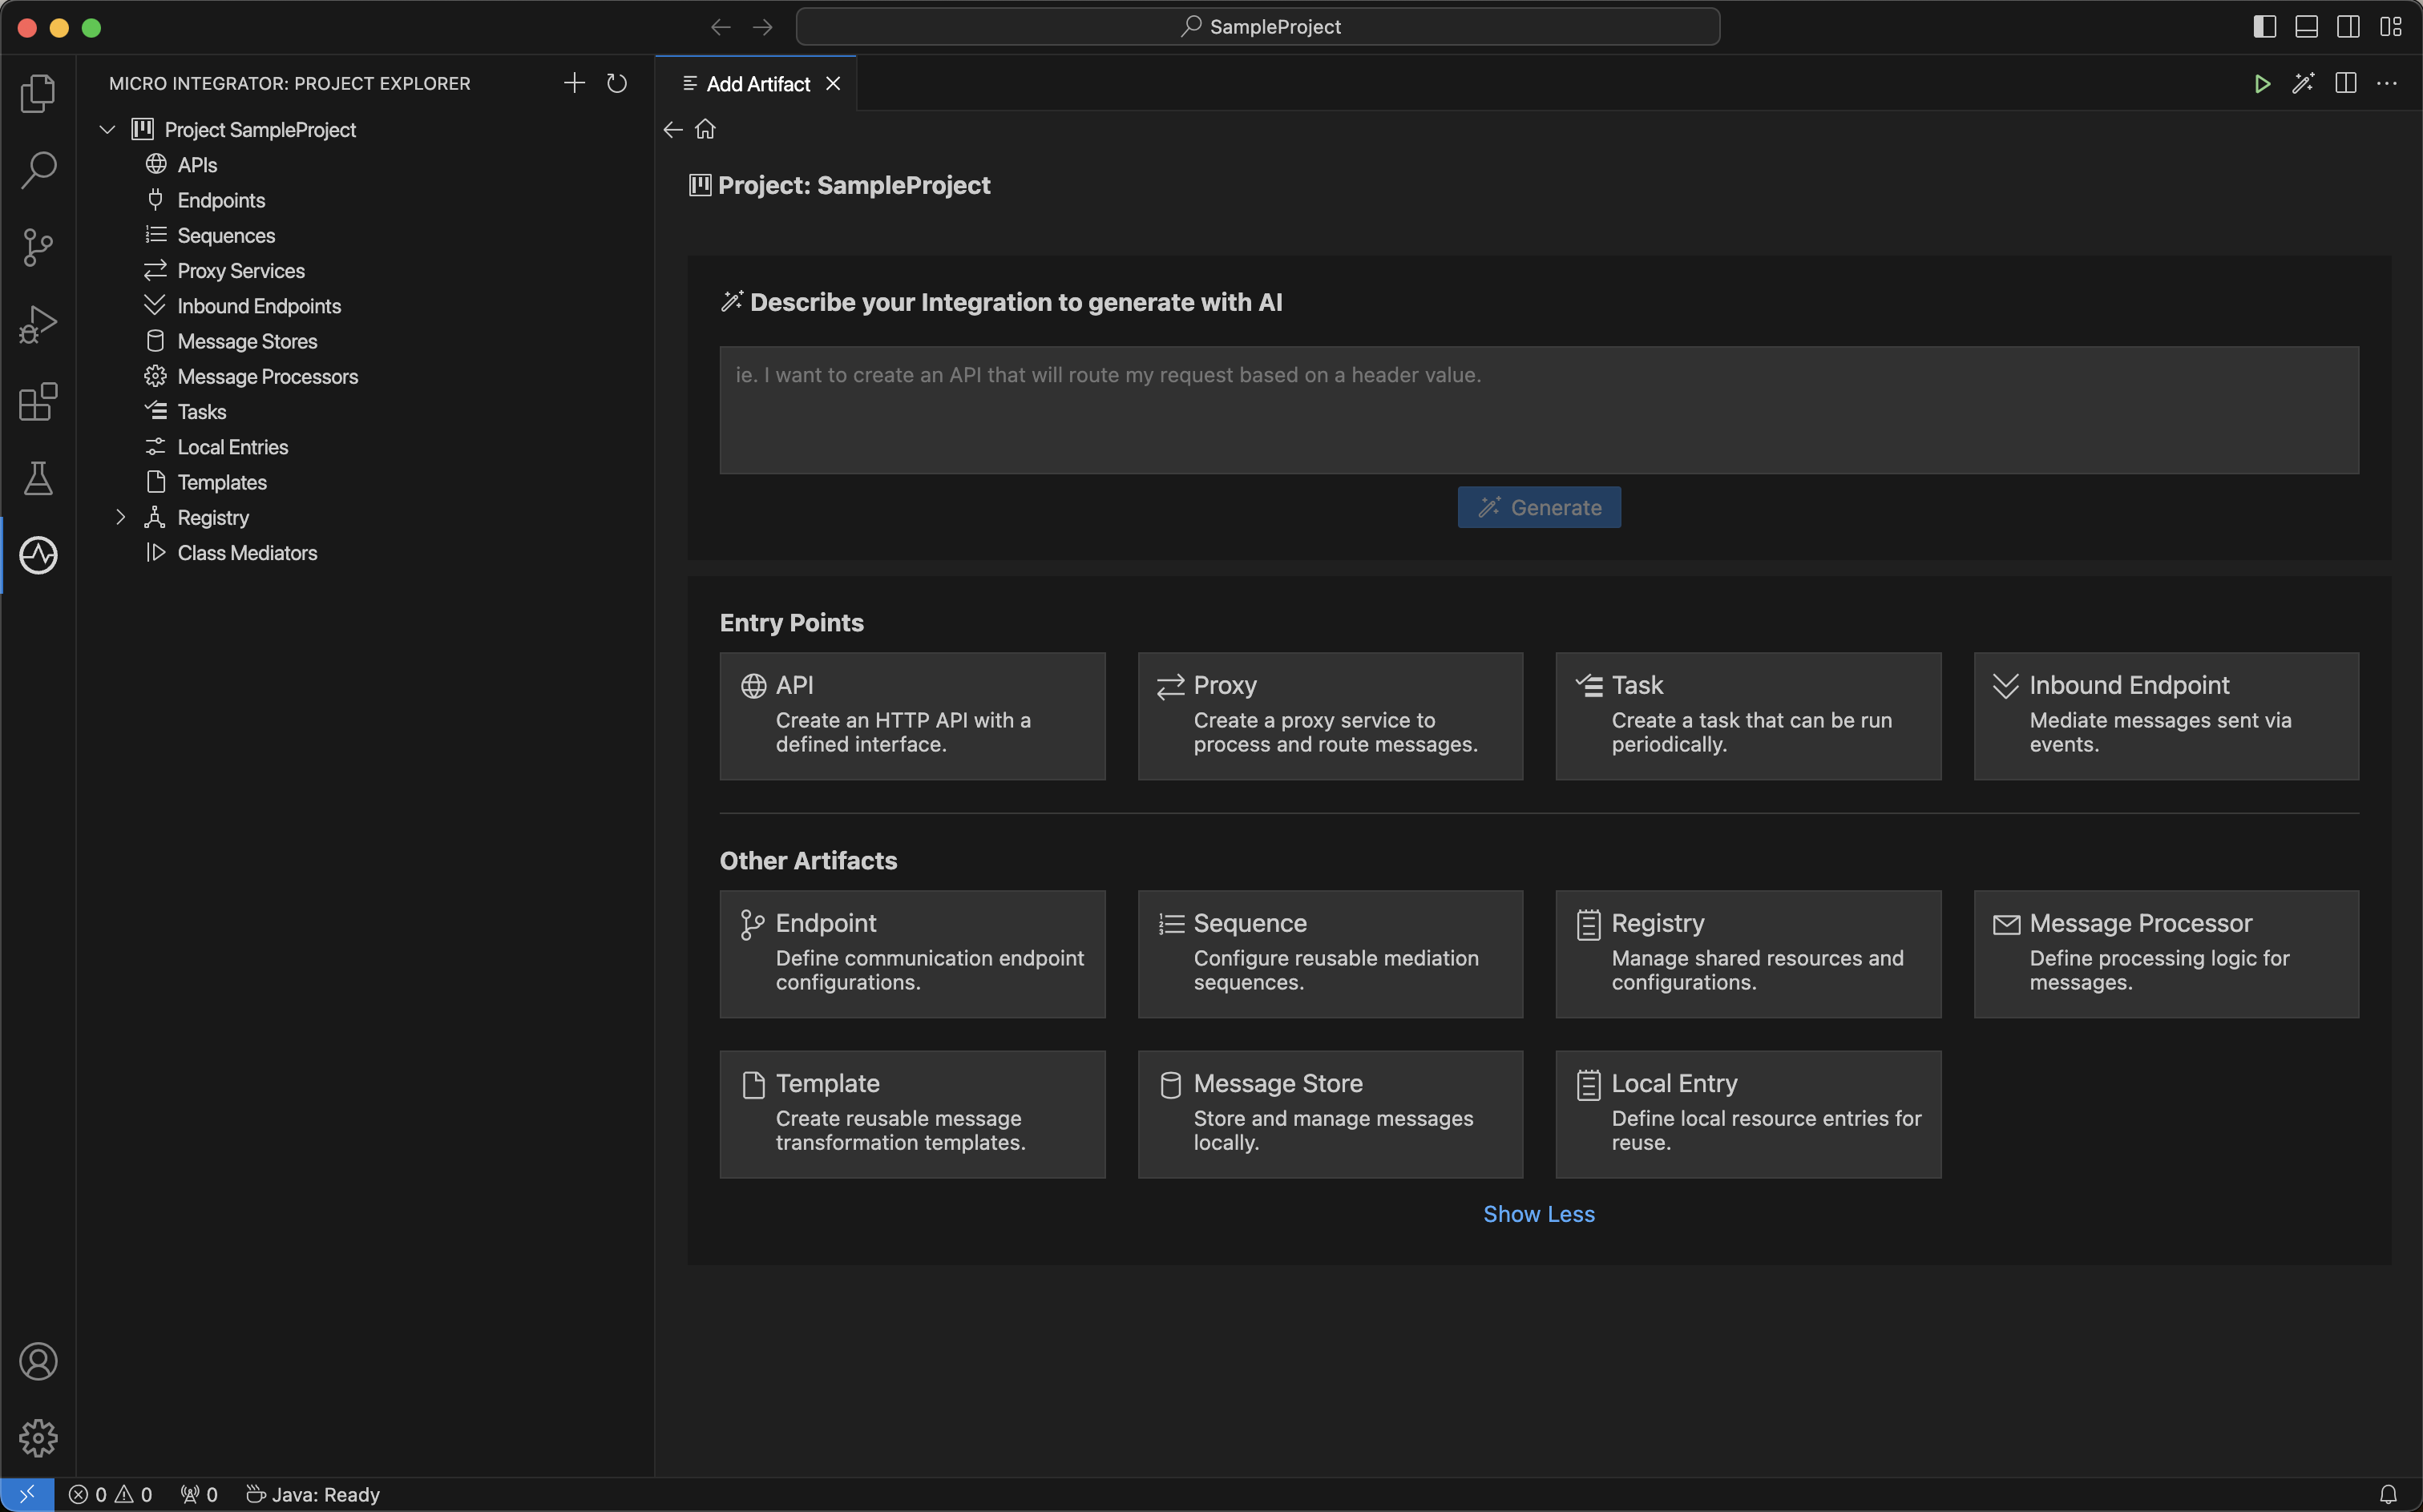 SampleProject
MICRO INTEGRATOR: PROJECT EXPLORER
Add Artifact
Project SampleProject
APIs
Endpoints
Sequences
Proxy Services
Inbound Endpoints
Message Stores
Message Processors
Tasks
Local Entries
Templates
Registry
Class Mediators
Project: SampleProject
Describe your Integration to generate with AI
ie. I want to create an API that will route my request based on a header value.
Generate
Entry Points
API
Create an HTTP API with a
defined interface.
Proxy
Create a proxy service to
process and route messages.
Task
Create a task that can be run
periodically.
Inbound Endpoint
Mediate messages sent via
events.
Other Artifacts
Endpoint
Define communication endpoint
configurations.
Sequence
Configure reusable mediation
sequences.
Registry
Manage shared resources and
configurations.
Message Processor
Define processing logic for
messages.
Template
Create reusable message
transformation templates.
Message Store
Store and manage messages
locally.
Local Entry
Define local resource entries for
reuse.
Show Less
0 0 0 Java: Ready